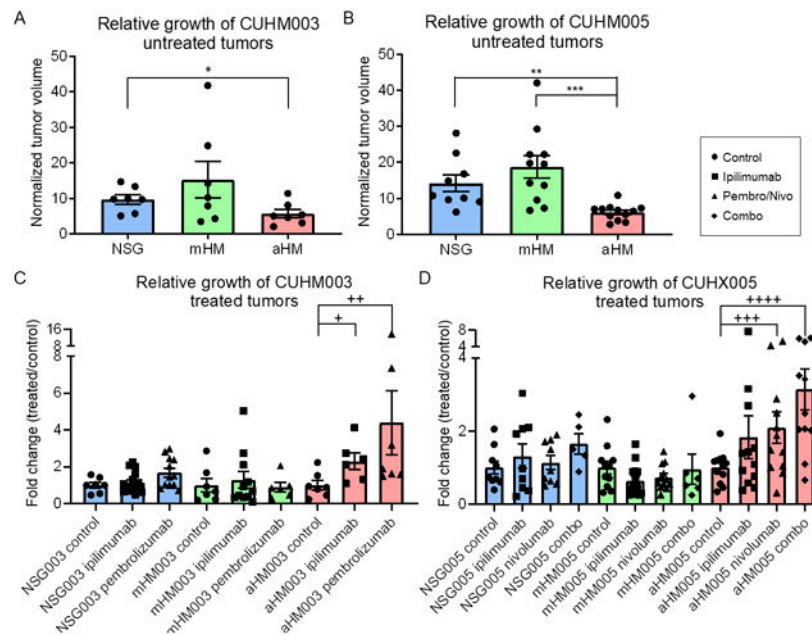 A
Relative growth of CUHM003
untreated tumors
Normalized tumor volume
50
40
30
20
10
0
*
NSG
mHM
aHM
B
Relative growth of CUHM005
untreated tumors
Normalized tumor volume
50
40
30
20
10
0
**
***
NSG
mHM
aHM
Control
Ipilimumab
Pembro/Nivo
Combo
C
Relative growth of CUHM003
treated tumors
Fold change (treated/control)
16
8
8
6
4
2
0
++
+
NSG003 control
NSG003 ipilimumab
NSG003 pembrolizumab
mHM003 control
mHM003 ipilimumab
mHM003 pembrolizumab
aHM003 control
aHM003 ipilimumab
aHM003 pembrolizumab
D
Relative growth of CUHX005
treated tumors
Fold change (treated/control)
8
4
4
2
0
++++
+++
NSG005 control
NSG005 ipilimumab
NSG005 nivolumab
NSG005 combo
mHM005 control
mHM005 ipilimumab
mHM005 nivolumab
mHM005 combo
aHM005 control
aHM005 ipilimumab
aHM005 nivolumab
aHM005 combo